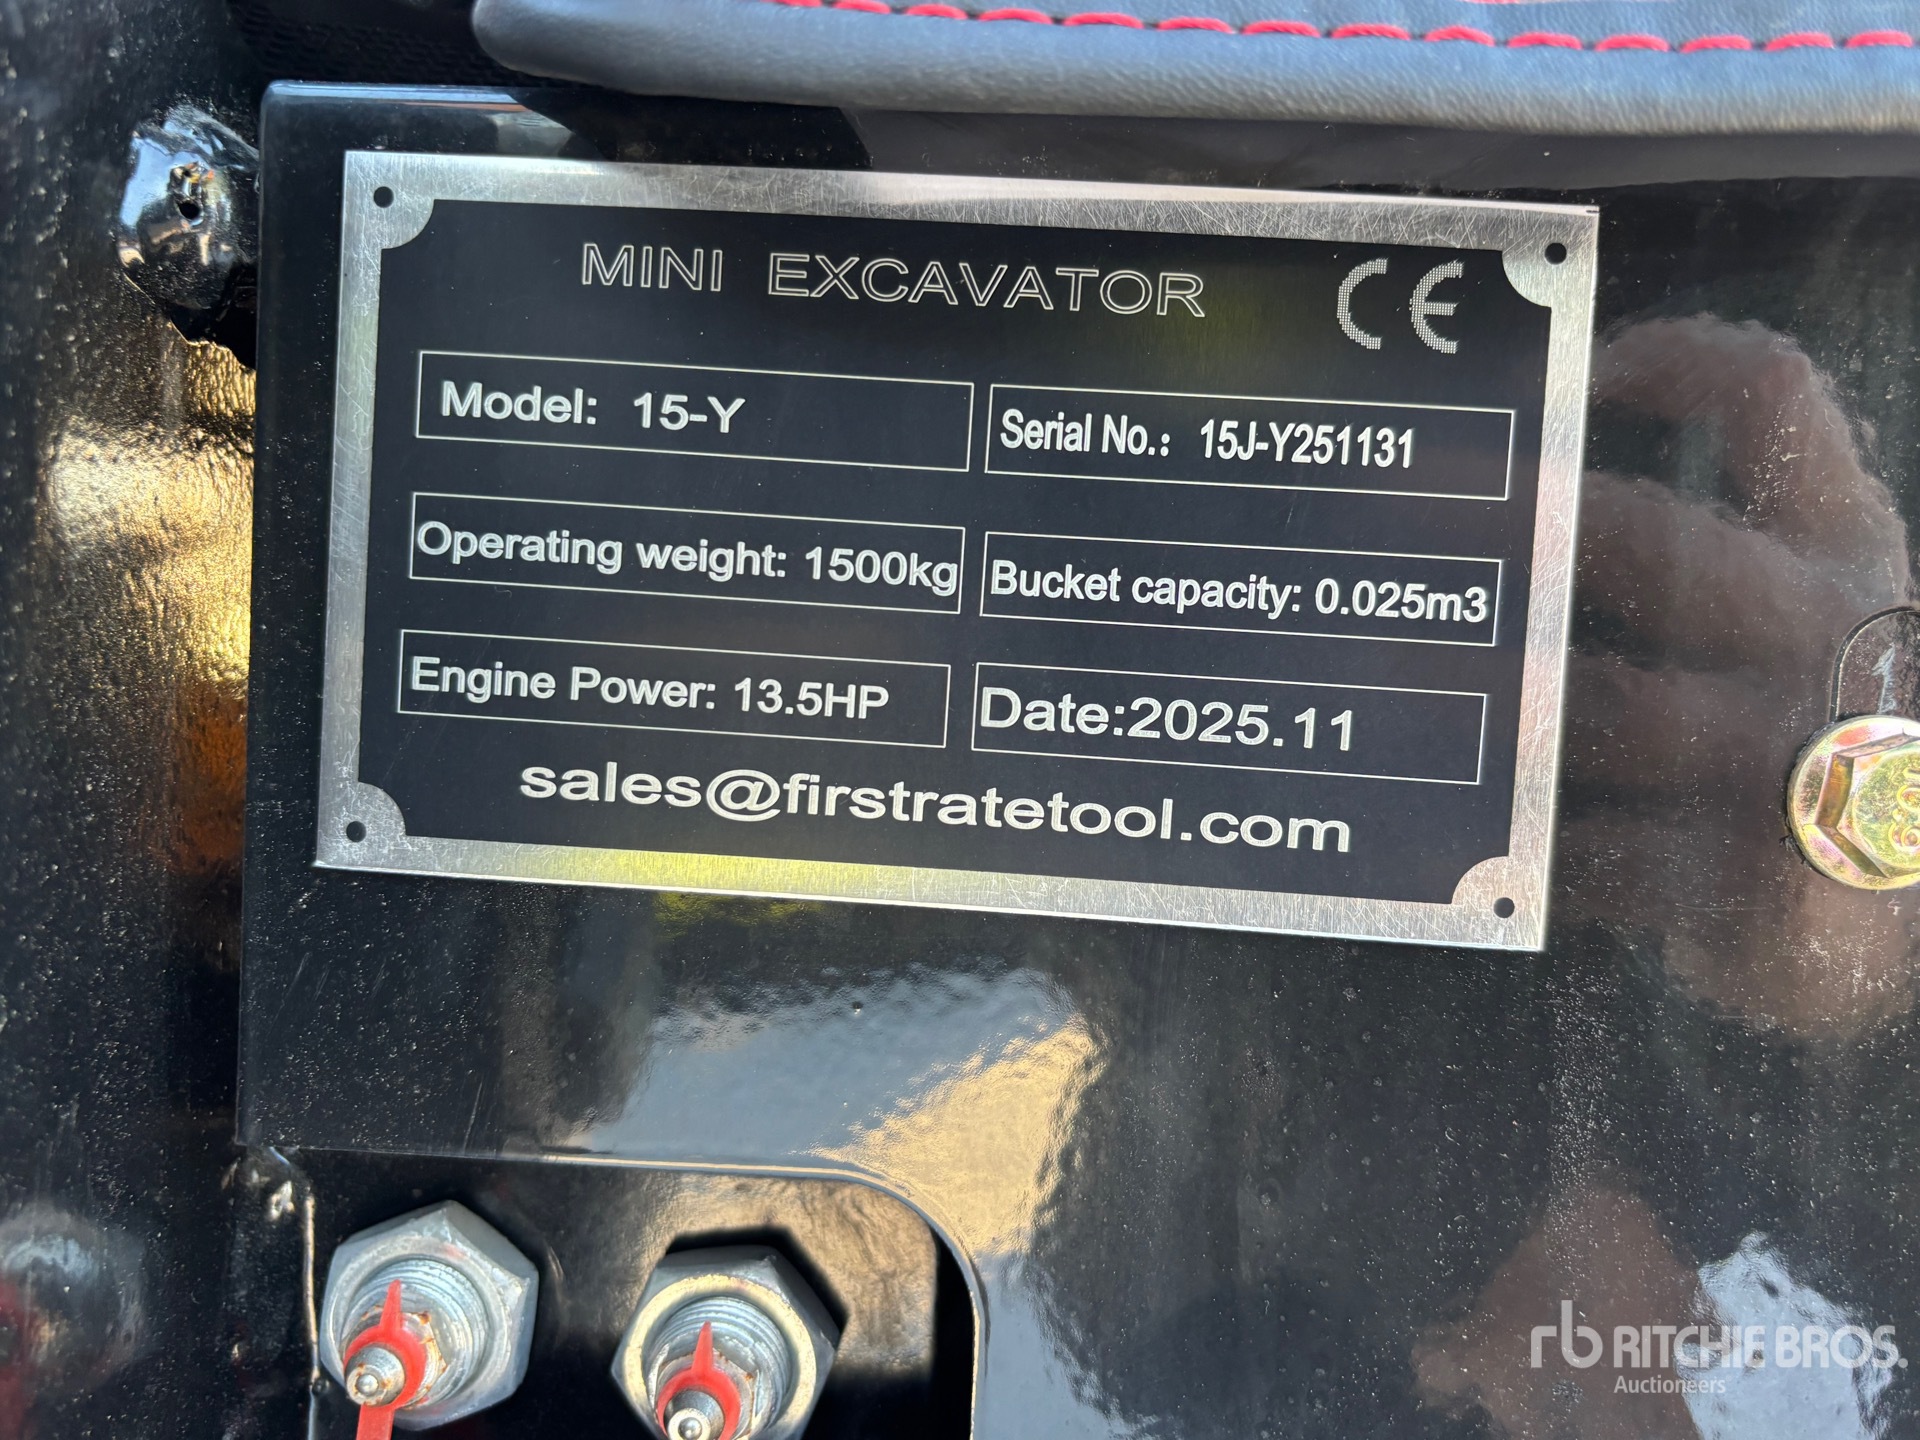 MINI EXCAVATOR CE
Model: 15-Y
Serial No.: 15J-Y251131
Operating weight: 1500kg
Bucket capacity: 0.025m3
Engine Power: 13.5HP
Date:2025.11
sales@firstratetool.com
rb RITCHIE BROS.
Auctioneers